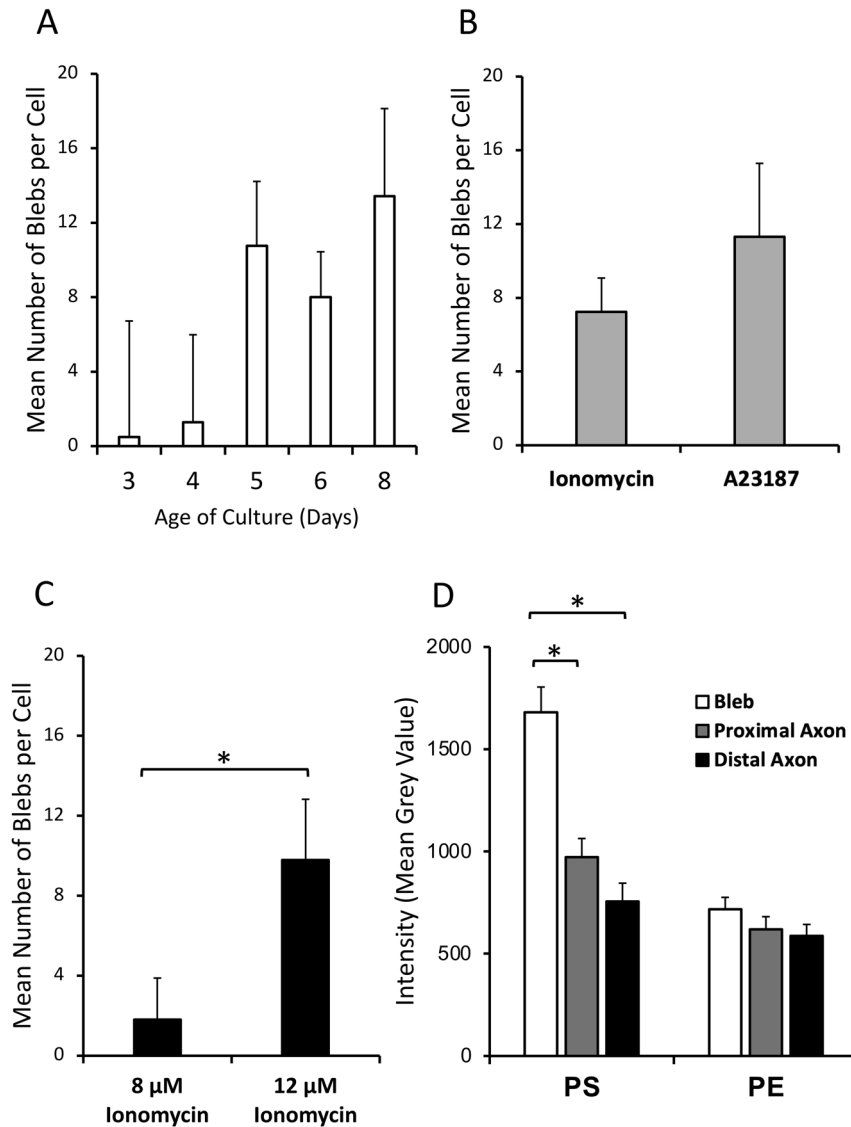 A
Mean Number of Blebs per Cell
20
16
12
8
4
0
3 4 5 6 8
Age of Culture (Days)
B
Mean Number of Blebs per Cell
20
16
12
8
4
0
Ionomycin A23187
C
Mean Number of Blebs per Cell
20
16
12
8
4
0
*
8 µM 12 µM
Ionomycin Ionomycin
D
Intensity (Mean Grey Value)
2000
1500
1000
500
0
*
*
Bleb
Proximal Axon
Distal Axon
PS PE